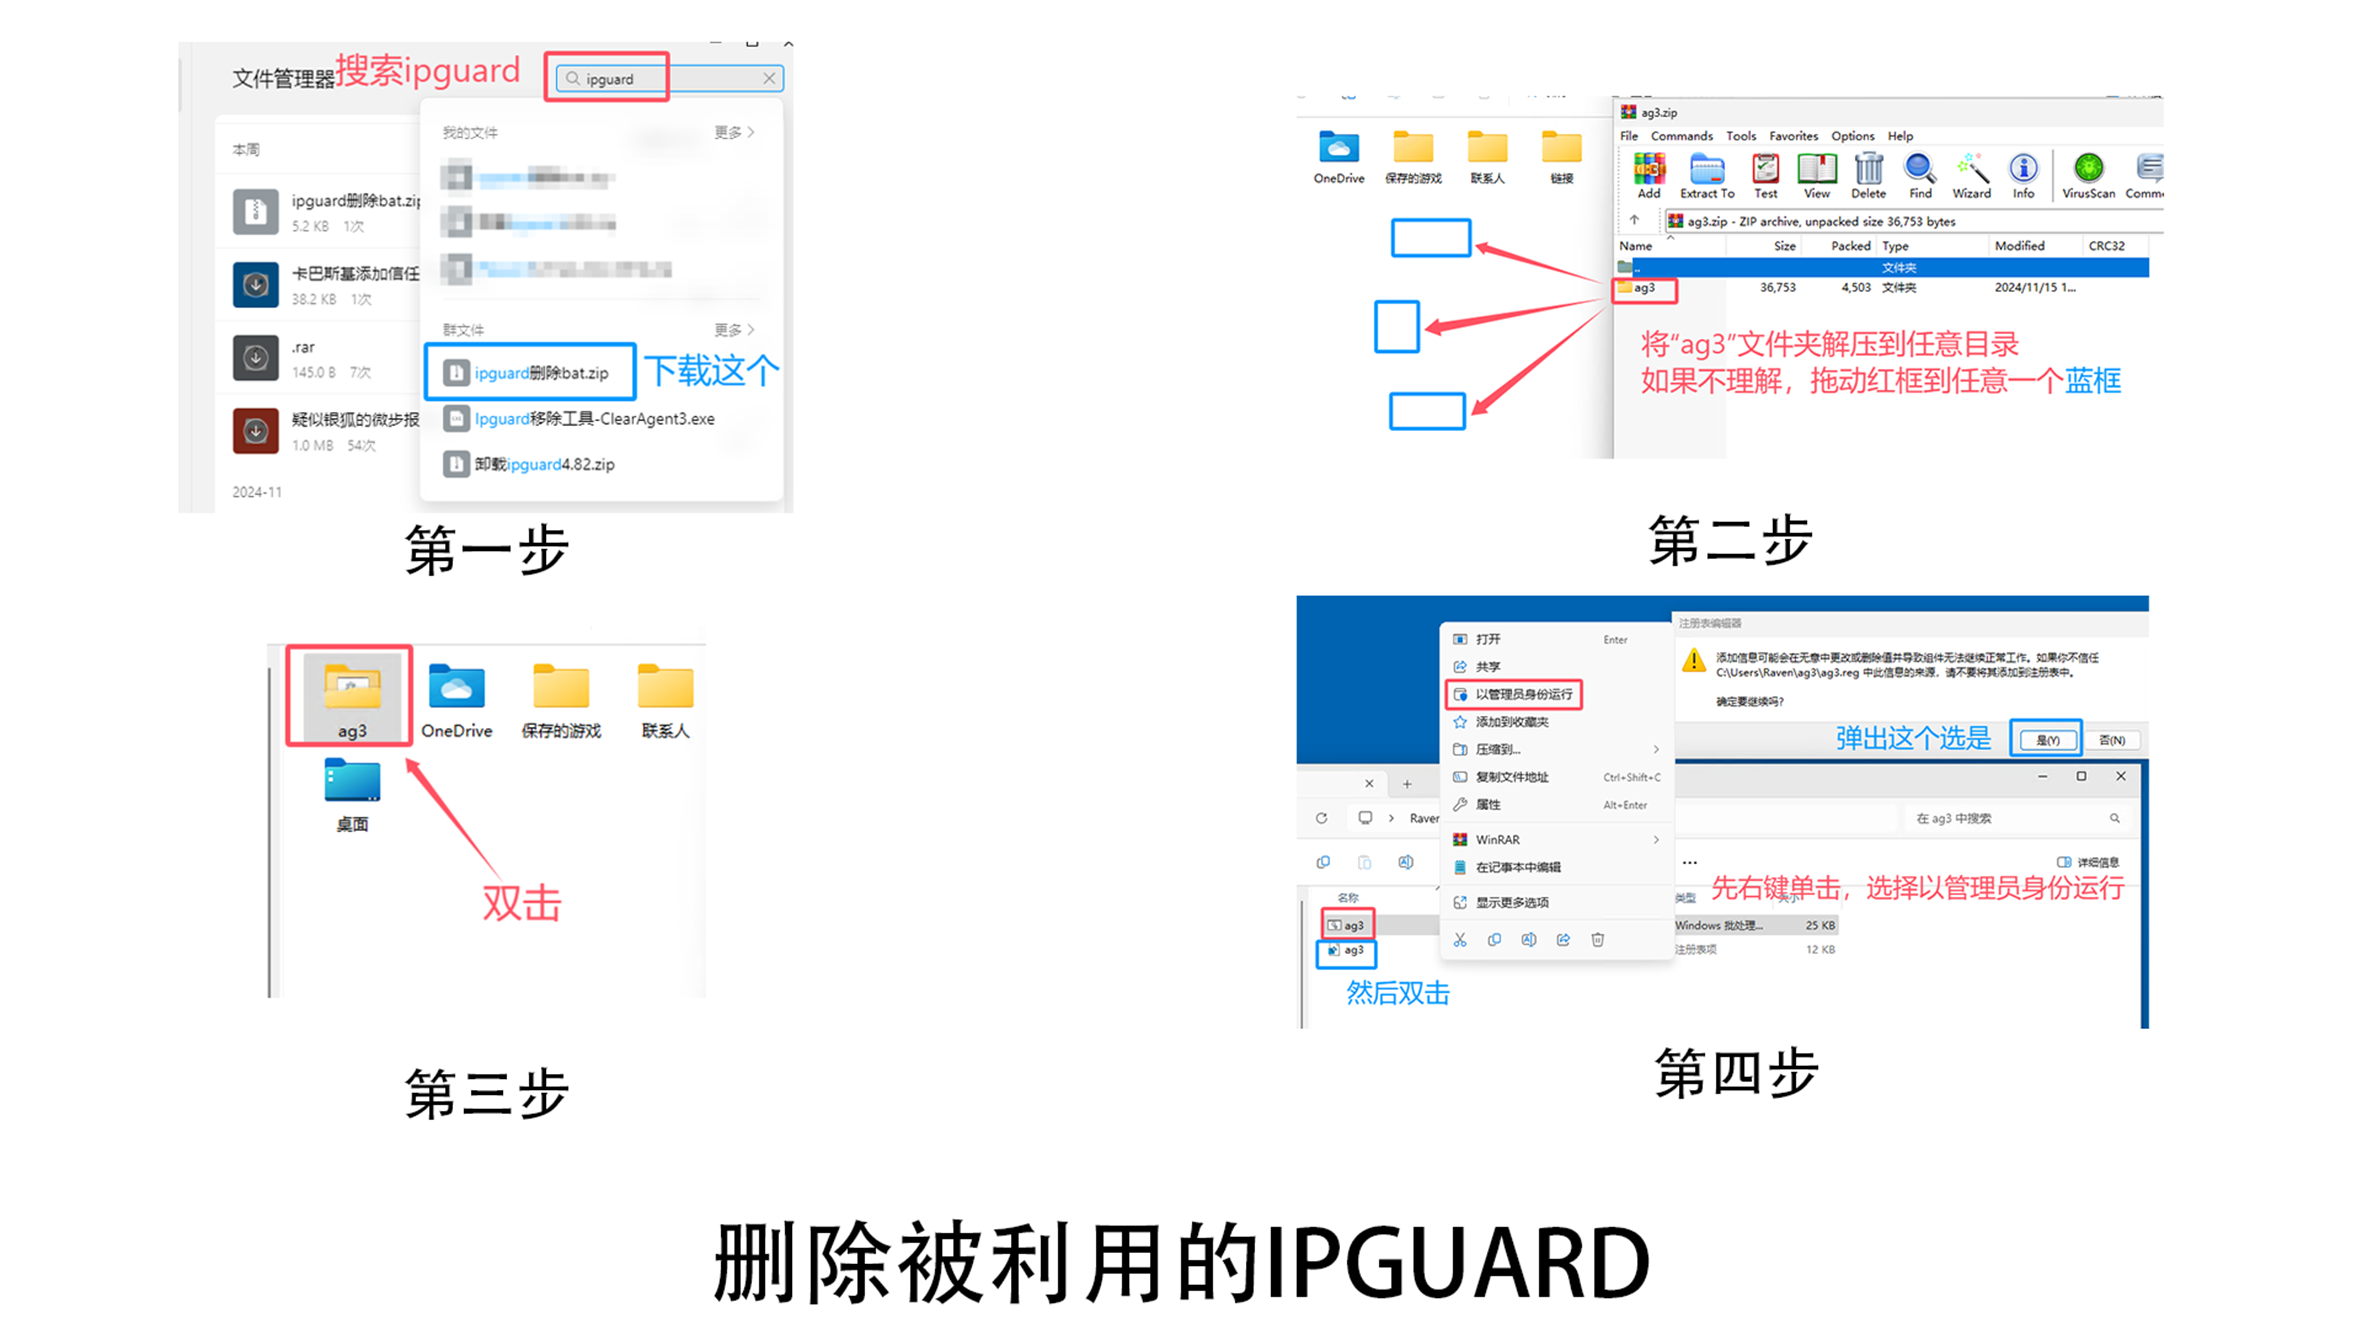 文件管理器
搜索ipguard
ipguard
我的文件
更多
本周
ipguard删除bat.zip
5.2 KB 1次
卡巴斯基添加信任
38.2 KB 1次
群文件
更多
.rar
145.0 B 7次
ipguard删除bat.zip
下载这个
Ipguard移除工具-ClearAgent3.exe
疑似银狐的微步报
1.0 MB 54次
卸载ipguard4.82.zip
2024-11
第一步
OneDrive
保存的游戏
联系人
链接
ag3.zip
File Commands Tools Favorites Options Help
Add Extract To Test View Delete Find Wizard Info VirusScan Comme
ag3.zip - ZIP archive, unpacked size 36,753 bytes
Name Size Packed Type Modified CRC32
.. 文件夹
ag3 36,753 4,503 文件夹 2024/11/15 1...
将“ag3”文件夹解压到任意目录
如果不理解，拖动红框到任意一个蓝框
第二步
ag3
OneDrive
保存的游戏
联系人
桌面
双击
第三步
打开 Enter
共享
以管理员身份运行
添加到收藏夹
压缩到...
复制文件地址 Ctrl+Shift+C
属性 Alt+Enter
WinRAR
在记事本中编辑
显示更多选项
注册表编辑器
添加信息可能会在无意中更改或删除值并导致组件无法继续正常工作。如果你不信任
C:\Users\Raven\ag3\ag3.reg 中此信息的来源，请不要将其添加到注册表中。
确定要继续吗?
弹出这个选是
是(Y)
否(N)
Raven
在 ag3 中搜索
详细信息
先右键单击，选择以管理员身份运行
名称 类型 大小
ag3 Windows 批处理... 25 KB
ag3 注册表项 12 KB
然后双击
第四步
删除被利用的IPGUARD